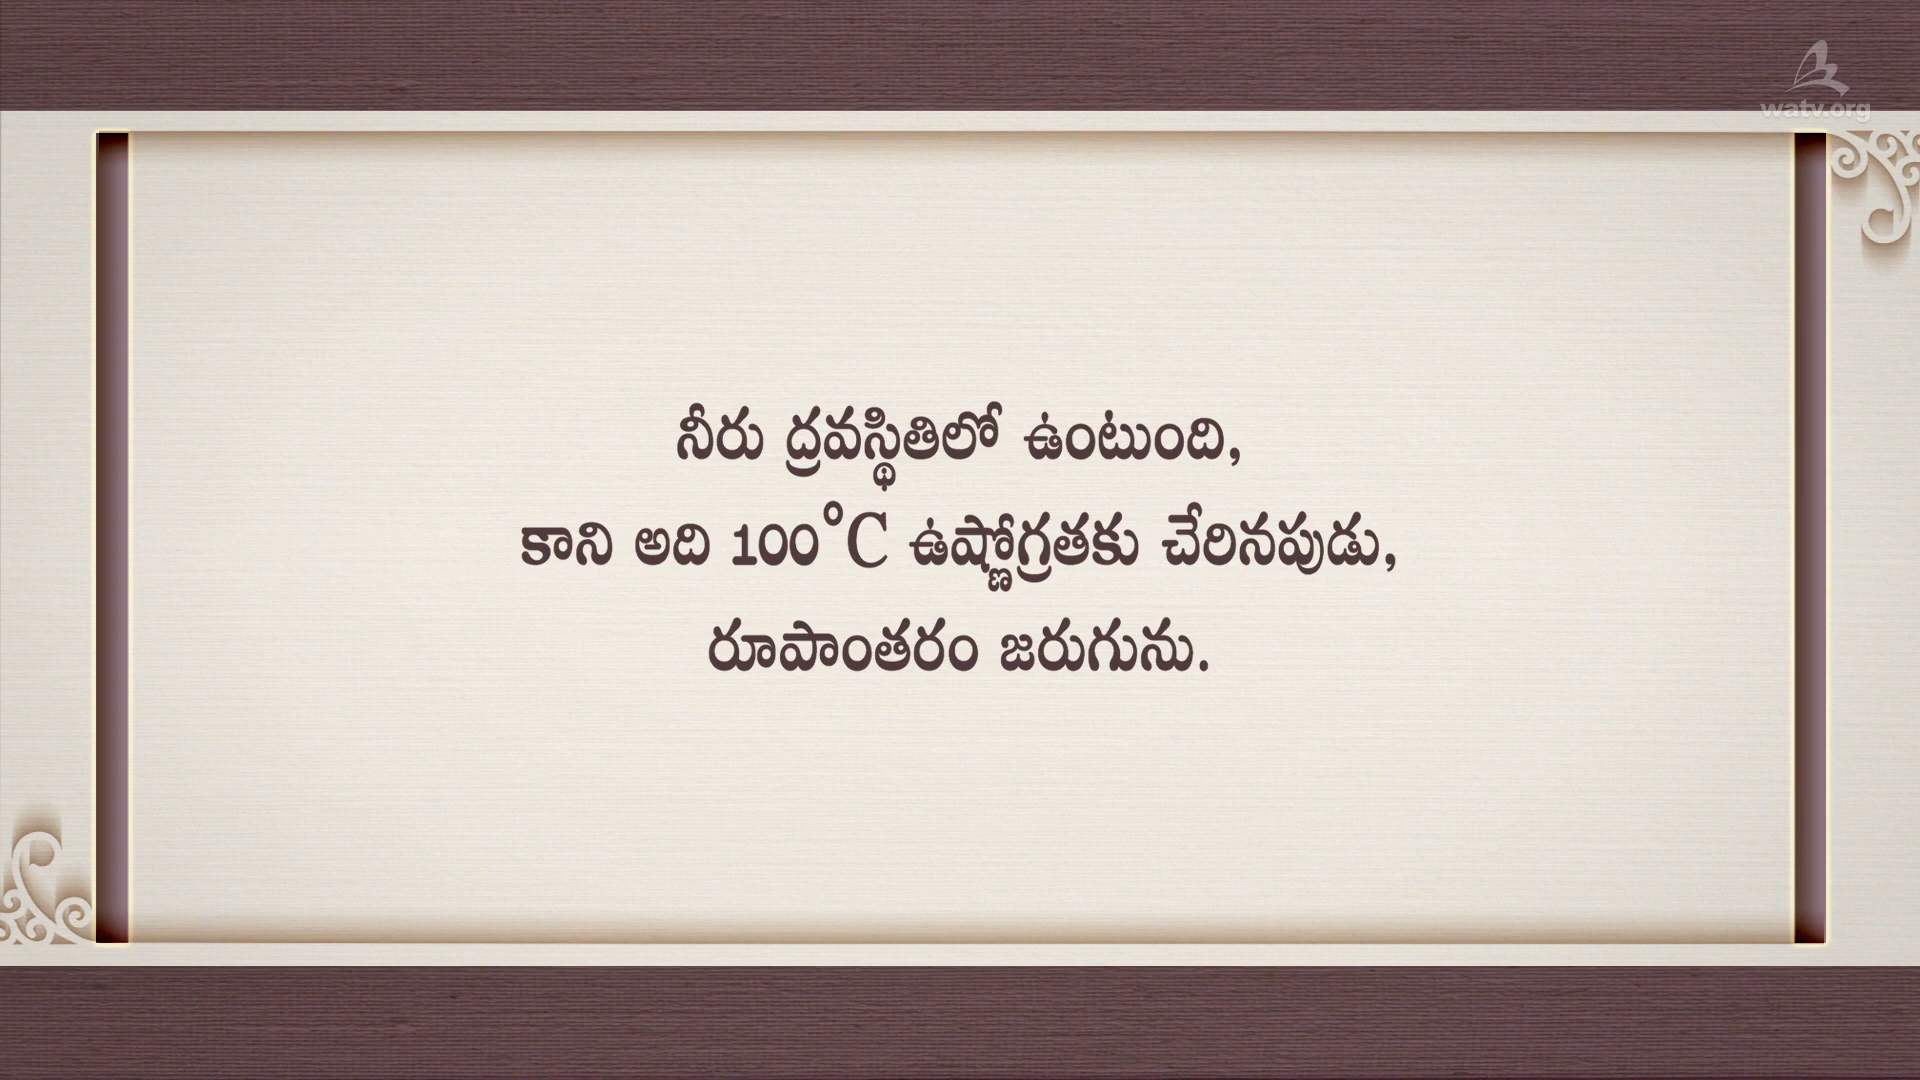 watv.org
నీరు ద్రవస్థితిలో ఉంటుంది,
కాని అది 100°C ఉష్ణోగ్రతకు చేరినపుడు,
రూపాంతరం జరుగును.